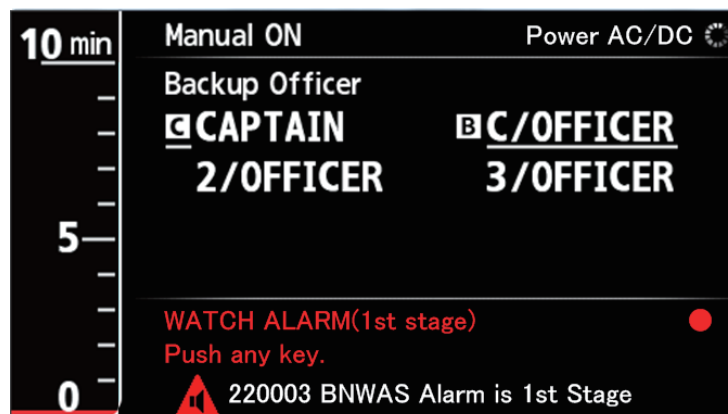 10 min
Manual ON Power AC/DC
Backup Officer
C CAPTAIN B C/OFFICER
2/OFFICER 3/OFFICER
5
WATCH ALARM(1st stage)
Push any key.
0 220003 BNWAS Alarm is 1st Stage